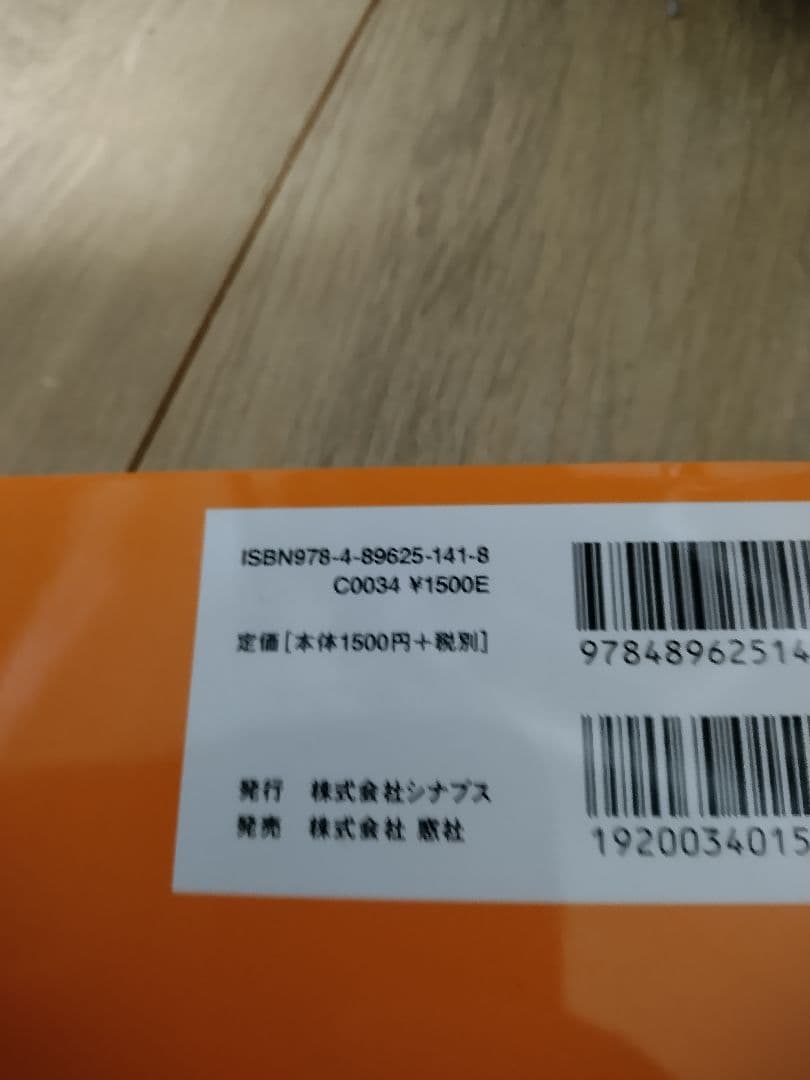 ISBN978-4-89625-141-8
C0034 ¥1500E
定価[本体1500円+税別]
97848962514
発行 株式会社シナプス
発売 株式会社
1920034015